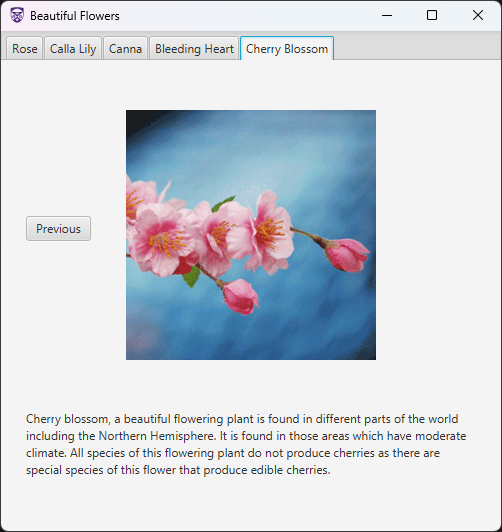 Beautiful Flowers
Rose Calla Lily Canna Bleeding Heart Cherry Blossom
Previous
Cherry blossom, a beautiful flowering plant is found in different parts of the world
including the Northern Hemisphere. It is found in those areas which have moderate
climate. All species of this flowering plant do not produce cherries as there are
special species of this flower that produce edible cherries.